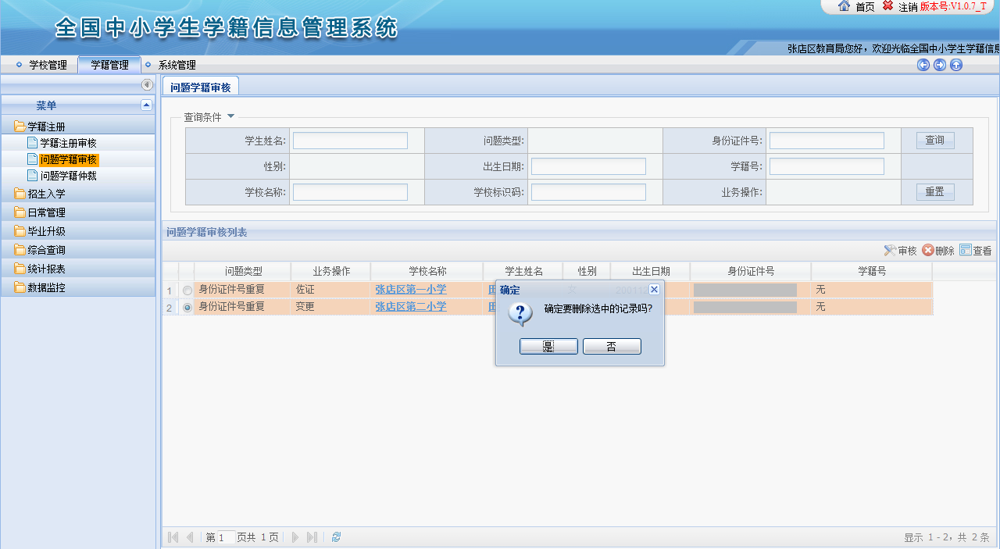 首页 注销 版本号:V1.0.7_T
全国中小学生学籍信息管理系统
张店区教育局您好，欢迎光临全国中小学生学籍信息
学校管理 学籍管理 系统管理
问题学籍审核
菜单
学籍注册
学籍注册审核
问题学籍审核
问题学籍仲裁
招生入学
日常管理
毕业升级
综合查询
统计报表
数据监控
查询条件
学生姓名: 问题类型: 身份证件号: 查询
性别: 出生日期: 学籍号:
学校名称: 学校标识码: 业务操作: 重置
问题学籍审核列表
审核 删除 查看
问题类型 业务操作 学校名称 学生姓名 性别 出生日期 身份证件号 学籍号
1 身份证件号重复 佐证 张店区第一小学 田 无
2 身份证件号重复 变更 张店区第二小学 田 无
确定
确定要删除选中的记录吗?
是 否
第 1 页共 1 页
显示 1 - 2，共 2 条